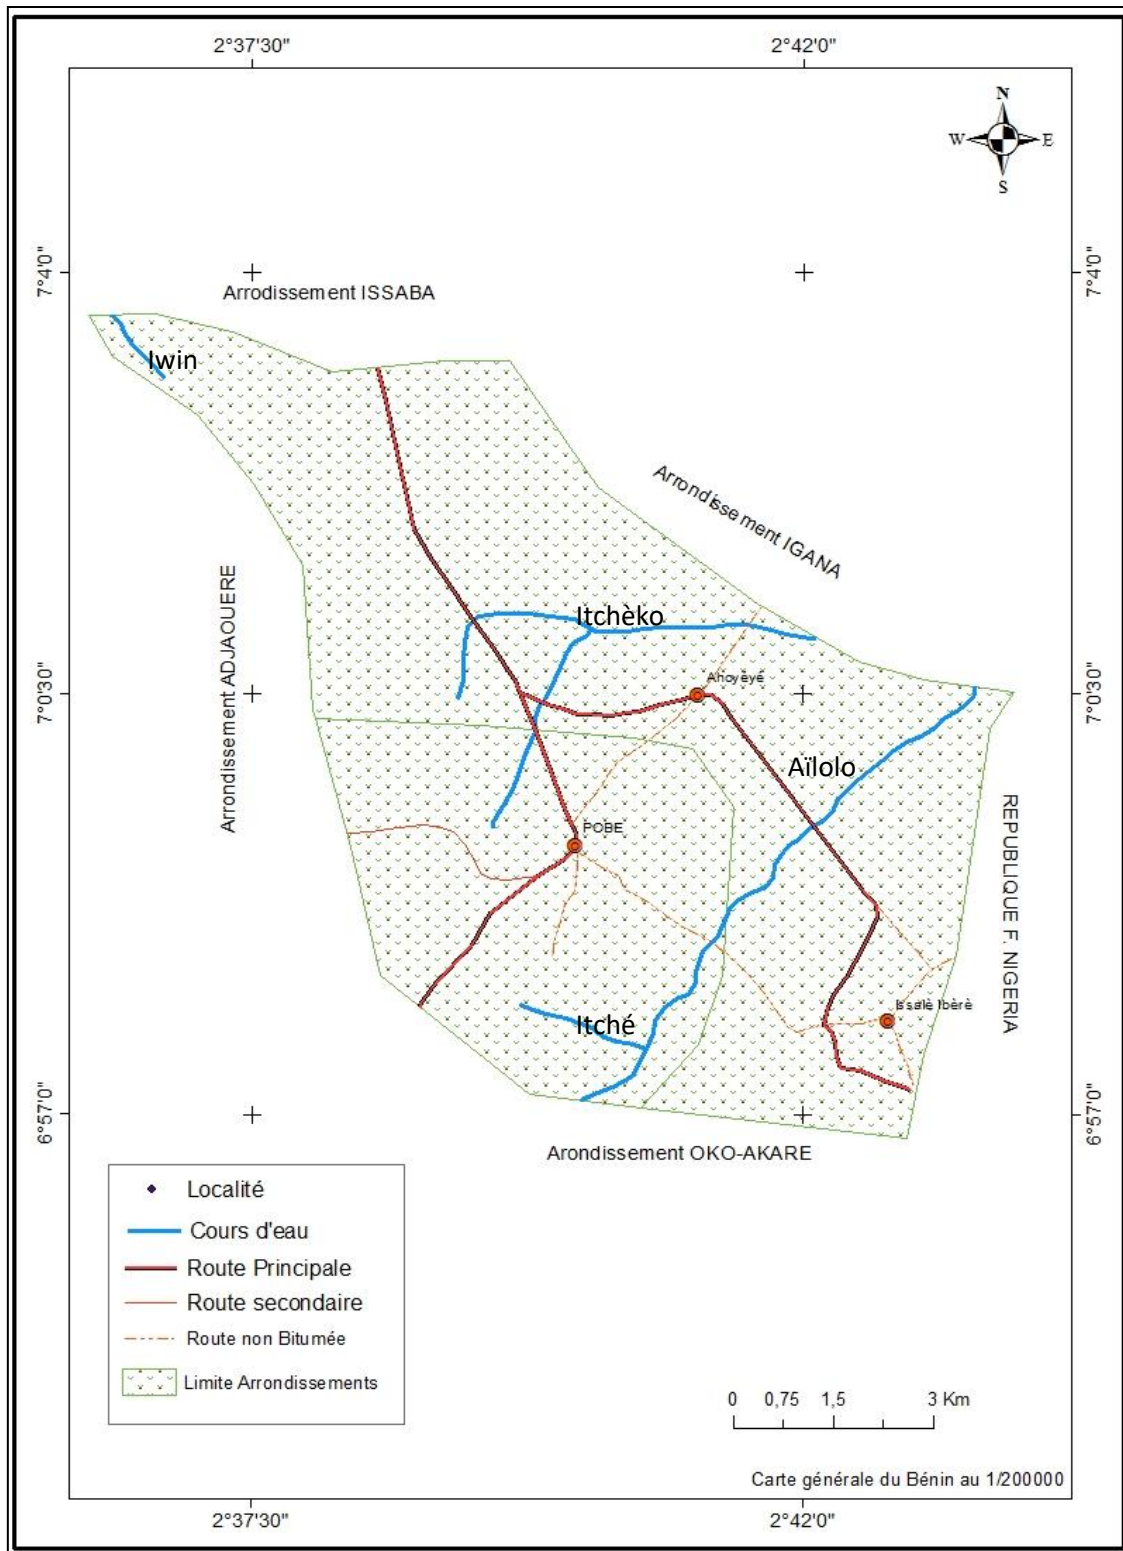 2°37'30"
2°42'0"
N
W
E
S
7°4'0"
7°4'0"
Arrodissement ISSABA
Iwin
Arrondissement IGANA
Arrondissement ADJAOUERE
Itchèko
Ahoyéyé
7°0'30"
7°0'30"
Aïlolo
POBE
REPUBLIQUE F. NIGERIA
Issalè Ibèrè
Itché
6°57'0"
6°57'0"
Arondissement OKO-AKARE
Localité
Cours d'eau
Route Principale
Route secondaire
Route non Bitumée
Limite Arrondissements
0 0,75 1,5 3 Km
Carte générale du Bénin au 1/200000
2°37'30"
2°42'0"